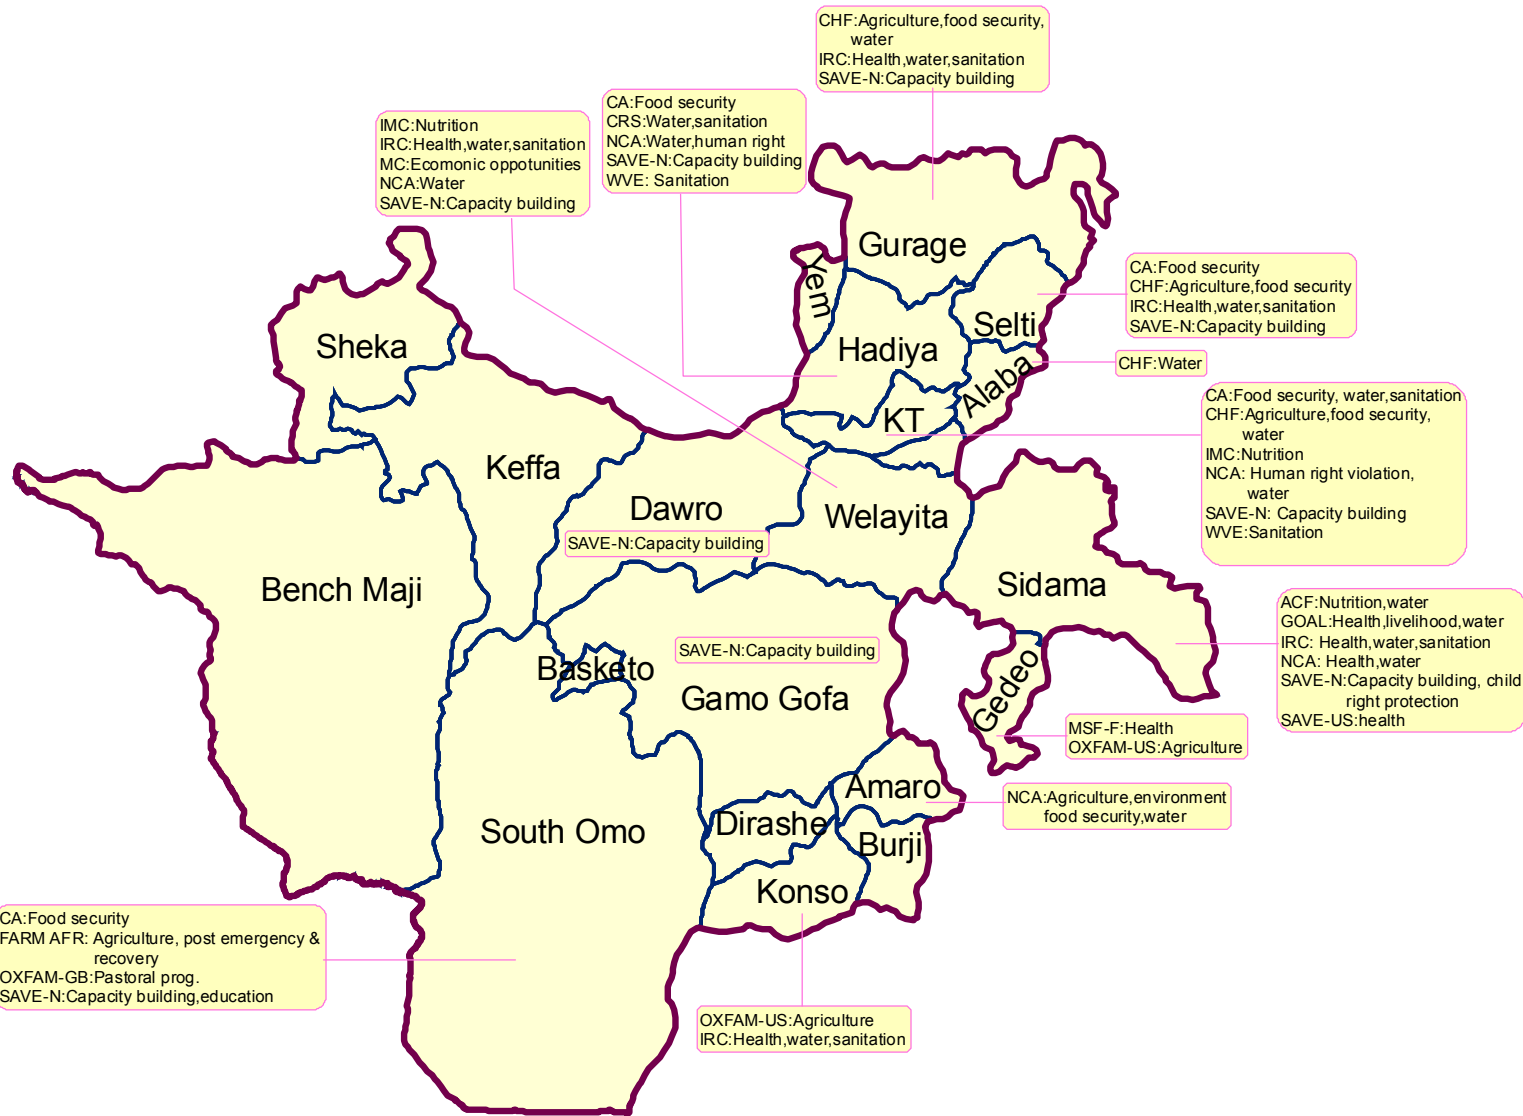 CHF:Agriculture,food security,
water
IRC:Health,water,sanitation
SAVE-N:Capacity building
CA:Food security
CRS:Water,sanitation
NCA:Water,human right
SAVE-N:Capacity building
WVE: Sanitation
IMC:Nutrition
IRC:Health,water,sanitation
MC:Ecomonic oppotunities
NCA:Water
SAVE-N:Capacity building
Gurage
Yem
CA:Food security
CHF:Agriculture,food security
IRC:Health,water,sanitation
SAVE-N:Capacity building
Selti
Sheka
Hadiya
Alaba
CHF:Water
KT
CA:Food security, water,sanitation
CHF:Agriculture,food security,
water
IMC:Nutrition
NCA: Human right violation,
water
SAVE-N: Capacity building
WVE:Sanitation
Keffa
Dawro
SAVE-N:Capacity building
Welayita
Bench Maji
Sidama
ACF:Nutrition,water
GOAL:Health,livelihood,water
IRC: Health,water,sanitation
NCA: Health,water
SAVE-N:Capacity building, child
right protection
SAVE-US:health
SAVE-N:Capacity building
Basketo
Gamo Gofa
Gedeo
MSF-F:Health
OXFAM-US:Agriculture
Amaro
NCA:Agriculture,environment
food security,water
South Omo
Dirashe
Burji
Konso
CA:Food security
FARM AFR: Agriculture, post emergency &
recovery
OXFAM-GB:Pastoral prog.
SAVE-N:Capacity building,education
OXFAM-US:Agriculture
IRC:Health,water,sanitation